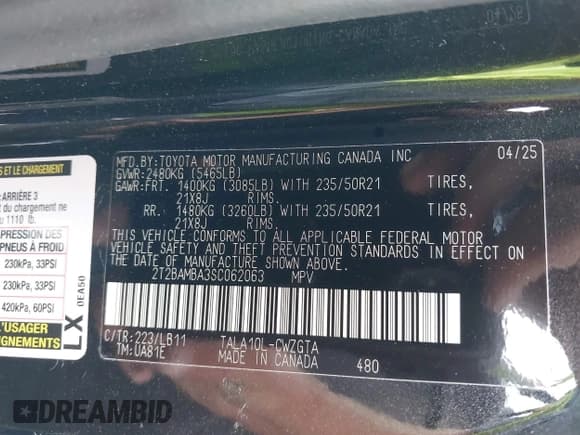 MFD. BY: TOYOTA MOTOR MANUFACTURING CANADA INC 04/25
GVWR: 2480KG (5465LB)
GAWR: FRT. 1400KG (3085LB) WITH 235/50R21 TIRES,
21X8J RIMS.
RR. 1480KG (3260LB) WITH 235/50R21 TIRES,
21X8J RIMS.
THIS VEHICLE CONFORMS TO ALL APPLICABLE FEDERAL MOTOR
VEHICLE SAFETY AND THEFT PREVENTION STANDARDS IN EFFECT ON
THE DATE OF MANUFACTURE SHOWN ABOVE.
2T2BAMBA3SC062063 MPV
C/TR: 223/LB11 TALA10L-CWZGTA
TM: UA81E MADE IN CANADA 480
ET LE CHARGEMENT
ARRIÈRE 3
t du chargement ne
u 1110 lb.
PRESSION DES
PNEUS À FROID
230kPa, 33PSI
230kPa, 33PSI
420kPa, 60PSI
L'USAGER
IGNEMENTS
LX 0EA50
DREAMBID